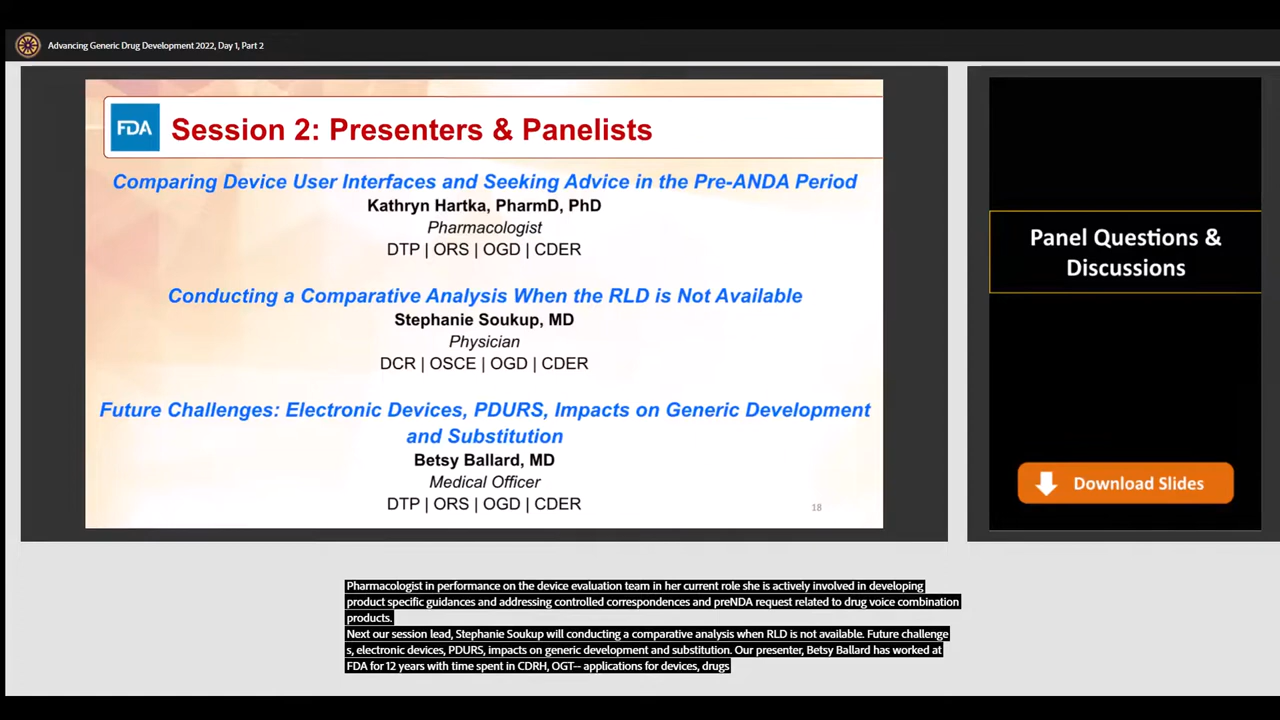 Advancing Generic Drug Development 2022, Day 1, Part 2
FDA
Session 2: Presenters & Panelists
Comparing Device User Interfaces and Seeking Advice in the Pre-ANDA Period
Kathryn Hartka, PharmD, PhD
Pharmacologist
DTP | ORS | OGD | CDER
Conducting a Comparative Analysis When the RLD is Not Available
Stephanie Soukup, MD
Physician
DCR | OSCE | OGD | CDER
Future Challenges: Electronic Devices, PDURS, Impacts on Generic Development
and Substitution
Betsy Ballard, MD
Medical Officer
DTP | ORS | OGD | CDER
18
Panel Questions &
Discussions
Download Slides
Pharmacologist in performance on the device evaluation team in her current role she is actively involved in developing
product specific guidances and addressing controlled correspondences and preNDA request related to drug voice combination
products.
Next our session lead, Stephanie Soukup will conducting a comparative analysis when RLD is not available. Future challenge
s, electronic devices, PDURS, impacts on generic development and substitution. Our presenter, Betsy Ballard has worked at
FDA for 12 years with time spent in CDRH, OGT-- applications for devices, drugs